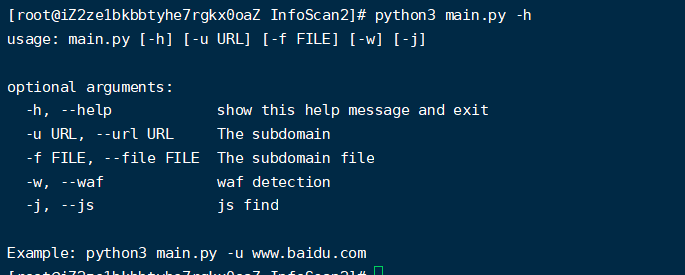 [root@iZ2ze1bkbbtyhe7rgkx0oaZ InfoScan2]# python3 main.py -h
usage: main.py [-h] [-u URL] [-f FILE] [-w] [-j]
optional arguments:
-h, --help show this help message and exit
-u URL, --url URL The subdomain
-f FILE, --file FILE The subdomain file
-w, --waf waf detection
-j, --js js find
Example: python3 main.py -u www.baidu.com
[root@iZ2ze1bkbbtyhe7rgkx0oaZ InfoScan2]#